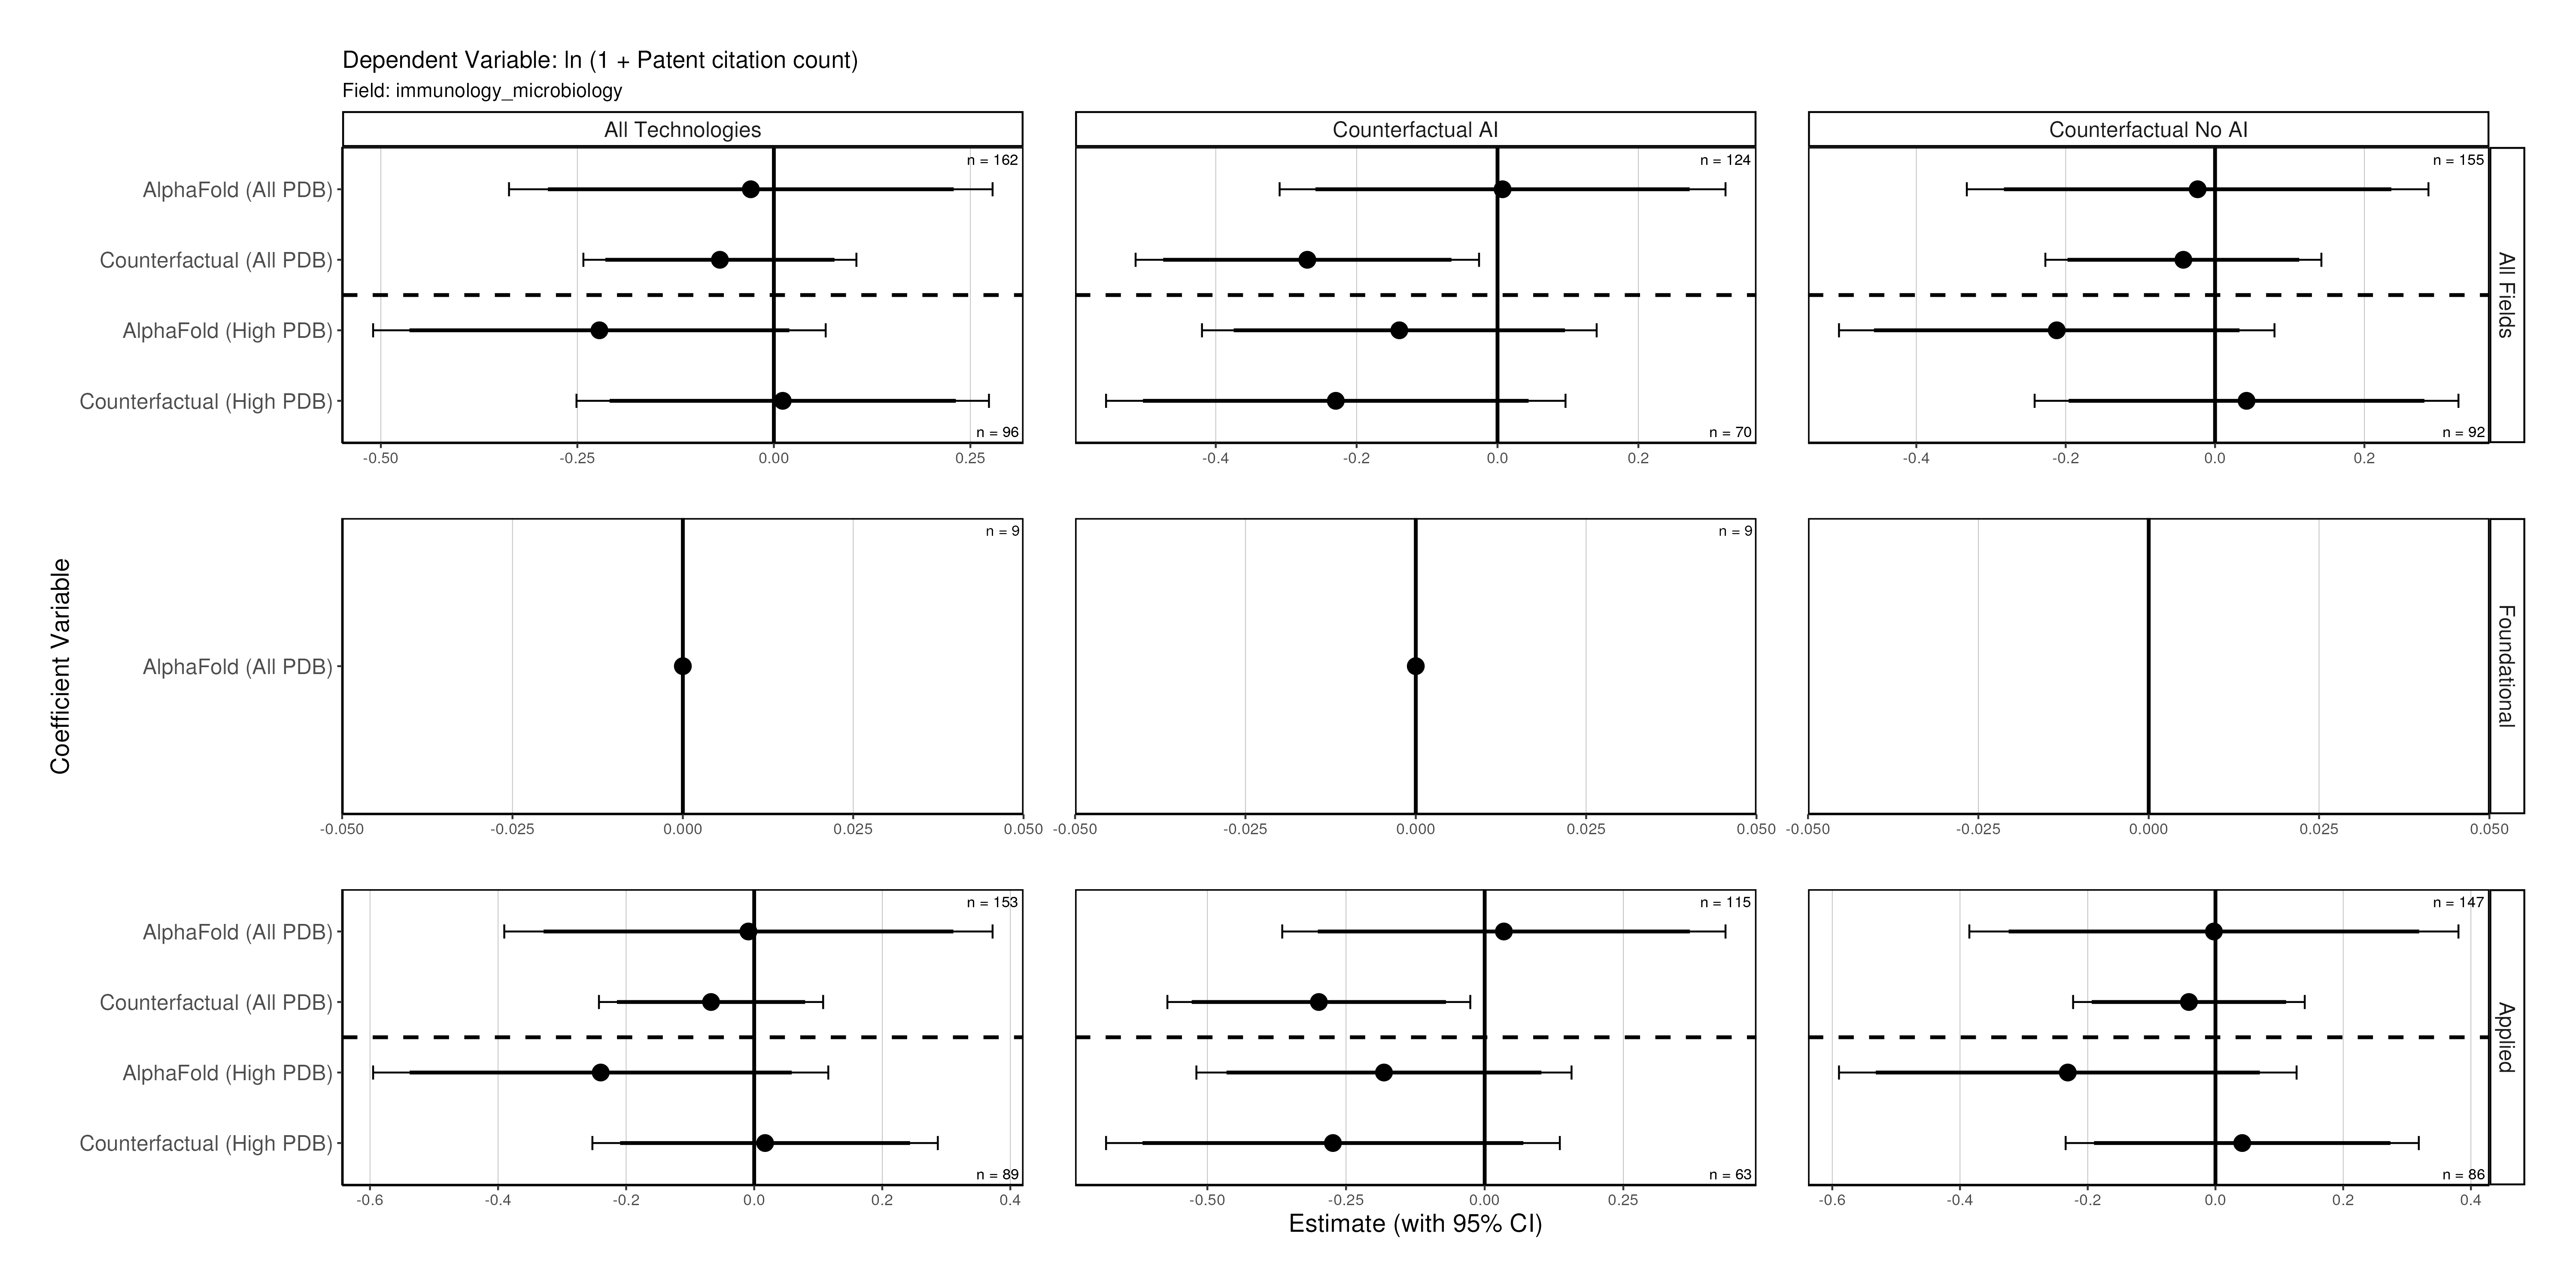 Dependent Variable: ln (1 + Patent citation count)
Field: immunology_microbiology
All Technologies
Counterfactual AI
Counterfactual No AI
n = 162
n = 124
n = 155
AlphaFold (All PDB)
Counterfactual (All PDB)
AlphaFold (High PDB)
Counterfactual (High PDB)
All Fields
n = 96
n = 70
n = 92
-0.50 -0.25 0.00 0.25
-0.4 -0.2 0.0 0.2
-0.4 -0.2 0.0 0.2
n = 9
n = 9
Coefficient Variable
AlphaFold (All PDB)
Foundational
-0.050 -0.025 0.000 0.025 0.050
-0.050 -0.025 0.000 0.025 0.050
-0.050 -0.025 0.000 0.025 0.050
n = 153
n = 115
n = 147
AlphaFold (All PDB)
Counterfactual (All PDB)
AlphaFold (High PDB)
Counterfactual (High PDB)
Applied
n = 89
n = 63
n = 86
-0.6 -0.4 -0.2 0.0 0.2 0.4
-0.50 -0.25 0.00 0.25
-0.6 -0.4 -0.2 0.0 0.2 0.4
Estimate (with 95% CI)